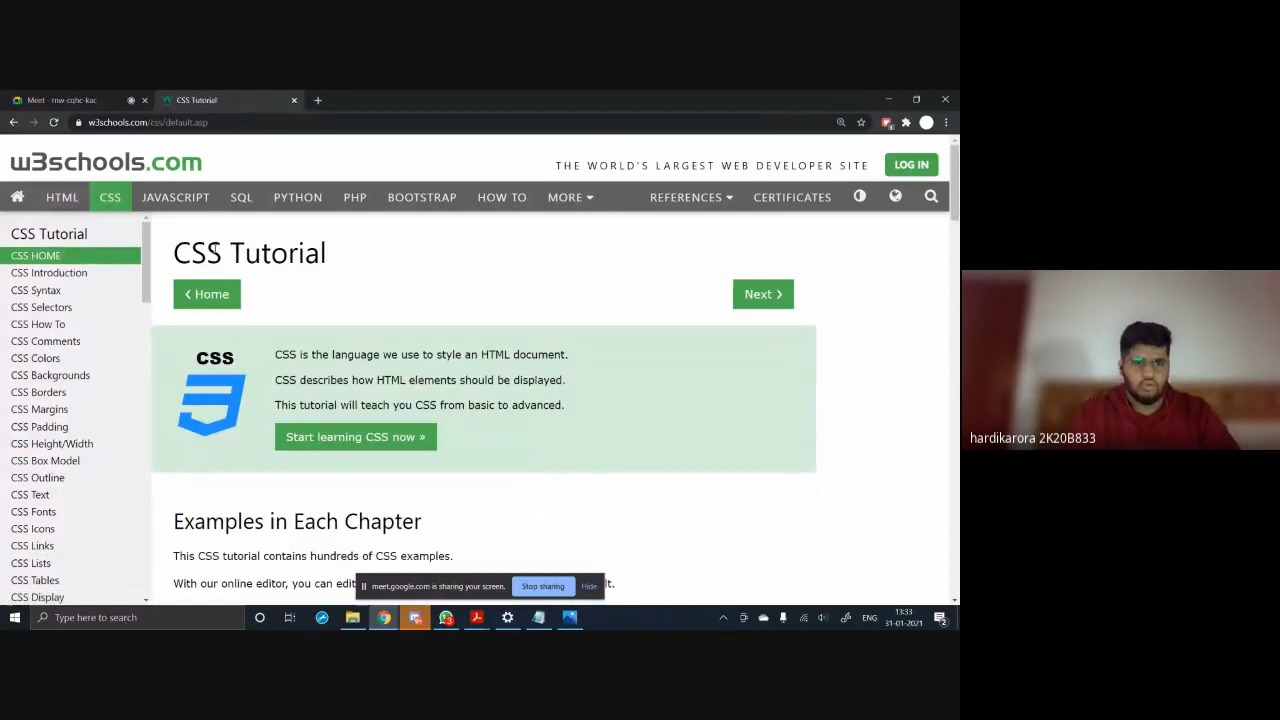 Meet - rnw-cqhc-kac
CSS Tutorial
w3schools.com/css/default.asp
w3schools.com
THE WORLD'S LARGEST WEB DEVELOPER SITE
LOG IN
HTML CSS JAVASCRIPT SQL PYTHON PHP BOOTSTRAP HOW TO MORE REFERENCES CERTIFICATES
CSS Tutorial
CSS HOME
CSS Introduction
CSS Syntax
CSS Selectors
CSS How To
CSS Comments
CSS Colors
CSS Backgrounds
CSS Borders
CSS Margins
CSS Padding
CSS Height/Width
CSS Box Model
CSS Outline
CSS Text
CSS Fonts
CSS Icons
CSS Links
CSS Lists
CSS Tables
CSS Display
CSS Tutorial
❮ Home
Next ❯
CSS
CSS is the language we use to style an HTML document.
CSS describes how HTML elements should be displayed.
This tutorial will teach you CSS from basic to advanced.
Start learning CSS now »
Examples in Each Chapter
This CSS tutorial contains hundreds of CSS examples.
With our online editor, you can edit
lt.
meet.google.com is sharing your screen.
Stop sharing
Hide
Type here to search
3
ENG
13:33
31-01-2021
2
hardikarora 2K20B833